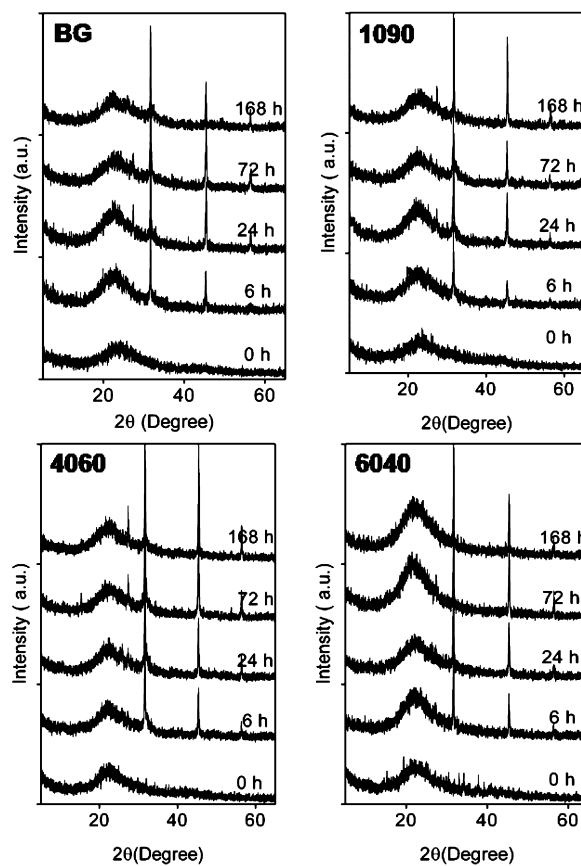 BG
168 h
72 h
24 h
6 h
0 h
Intensity (a.u.)
20
40
60
2θ (Degree)
1090
168 h
72 h
24 h
6 h
0 h
Intensity ( a.u.)
20
40
60
2θ(Degree)
4060
168 h
72 h
24 h
6 h
0 h
Intensity ( a.u.)
20
40
60
2θ(Degree)
6040
168 h
72 h
24 h
6 h
0 h
Intensity ( a.u.)
20
40
60
2θ(Degree)